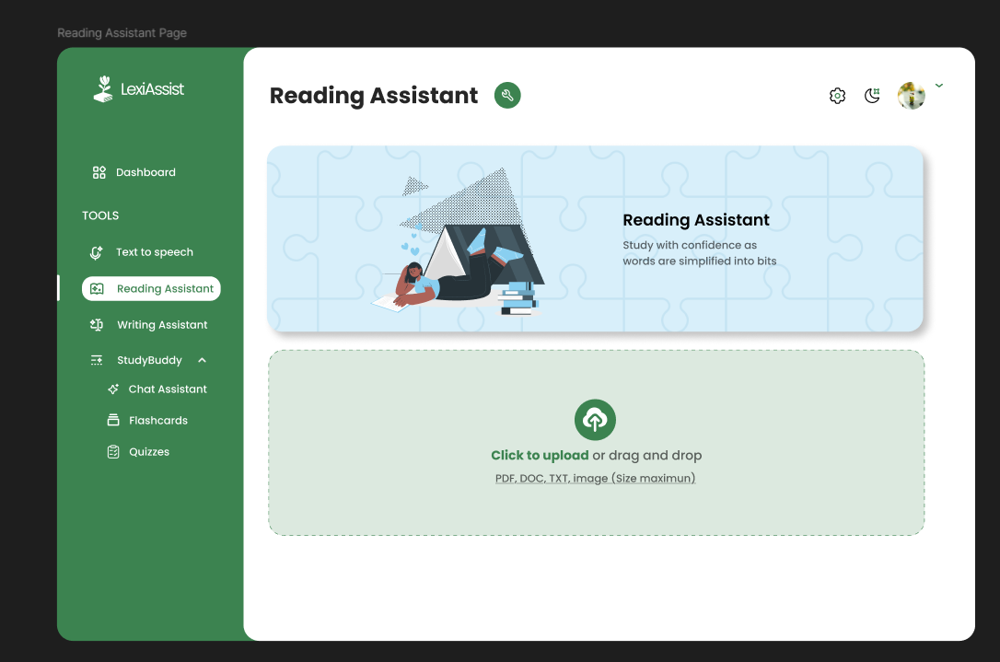 Reading Assistant Page
LexiAssist
Dashboard
TOOLS
Text to speech
Reading Assistant
Writing Assistant
StudyBuddy
Chat Assistant
Flashcards
Quizzes
Reading Assistant
Reading Assistant
Study with confidence as
words are simplified into bits
Click to upload or drag and drop
PDF, DOC, TXT, image (Size maximun)